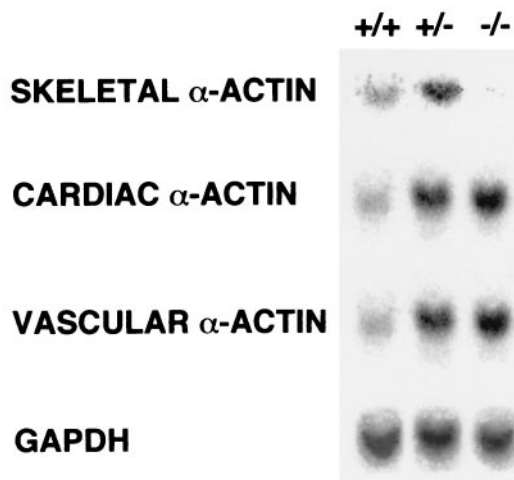 +/+ +/- -/-
SKELETAL α-ACTIN
CARDIAC α-ACTIN
VASCULAR α-ACTIN
GAPDH